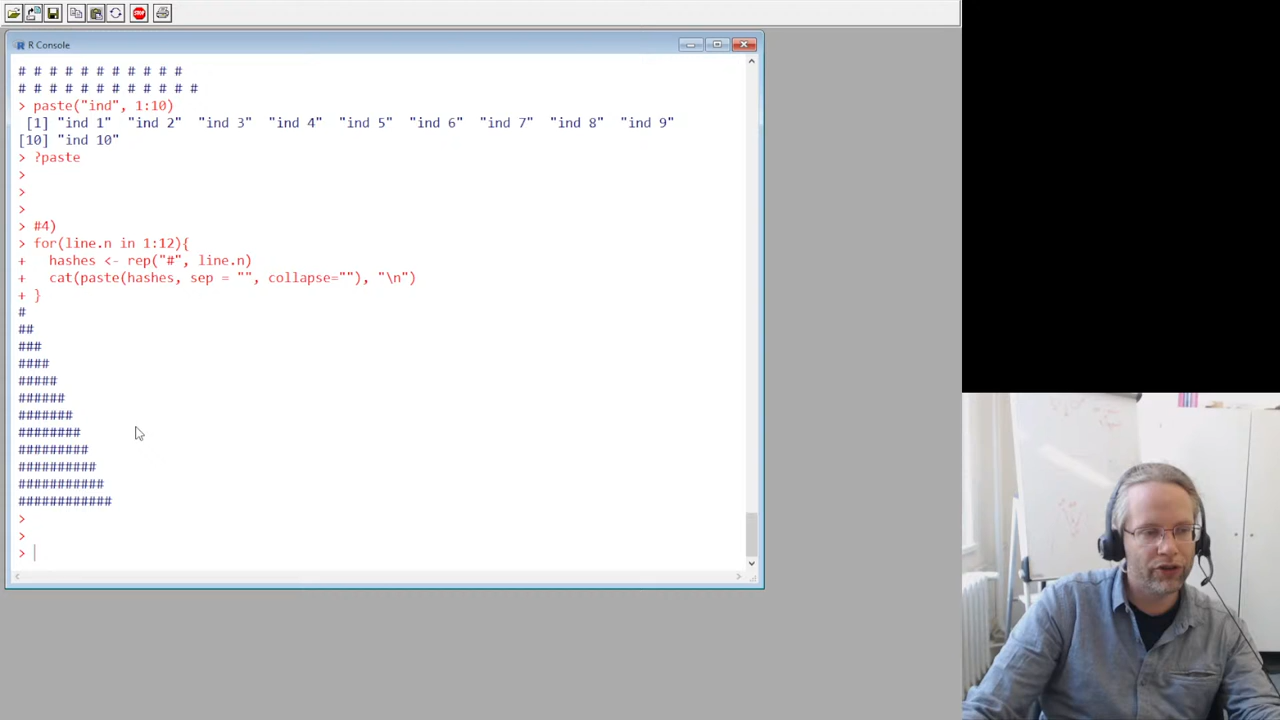 STOP
R Console
# # # # # # # # # # #
# # # # # # # # # # # #
> paste("ind", 1:10)
[1] "ind 1" "ind 2" "ind 3" "ind 4" "ind 5" "ind 6" "ind 7" "ind 8" "ind 9"
[10] "ind 10"
> ?paste
>
>
>
> #4)
> for(line.n in 1:12){
+ hashes <- rep("#", line.n)
+ cat(paste(hashes, sep = "", collapse=""), "\n")
+ }
#
##
###
####
#####
######
#######
########
#########
##########
###########
############
>
>
>